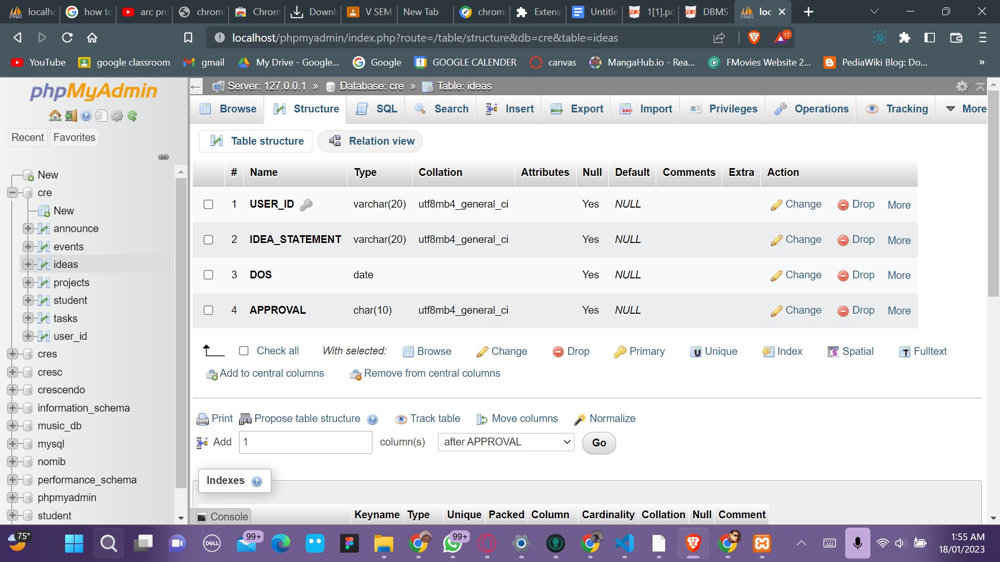 localho
how to
arc pro
chrome
Chrom
Downl
V SEM
New Tab
chrome
Extensi
Untitle
1[1].pd
DBMS
loc
localhost/phpmyadmin/index.php?route=/table/structure&db=cre&table=ideas
17
YouTube
google classroom
gmail
My Drive - Google...
Google
GOOGLE CALENDER
canvas
MangaHub.io - Rea...
FMovies Website 2...
PediaWiki Blog: Do...
»
phpMyAdmin
Recent
Favorites
New
cre
New
announce
events
ideas
projects
student
tasks
user_id
cres
cresc
crescendo
information_schema
music_db
mysql
nomib
performance_schema
phpmyadmin
student
Server: 127.0.0.1 » Database: cre » Table: ideas
Browse
Structure
SQL
Search
Insert
Export
Import
Privileges
Operations
Tracking
More
Table structure
Relation view
# Name Type Collation Attributes Null Default Comments Extra Action
1 USER_ID varchar(20) utf8mb4_general_ci Yes NULL Change Drop More
2 IDEA_STATEMENT varchar(20) utf8mb4_general_ci Yes NULL Change Drop More
3 DOS date Yes NULL Change Drop More
4 APPROVAL char(10) utf8mb4_general_ci Yes NULL Change Drop More
Check all With selected: Browse Change Drop Primary Unique Index Spatial Fulltext
Add to central columns Remove from central columns
Print Propose table structure Track table Move columns Normalize
Add 1 column(s) after APPROVAL Go
Indexes
Keyname Type Unique Packed Column Cardinality Collation Null Comment
Console
75°
DELL
99+
99+
1:55 AM
18/01/2023